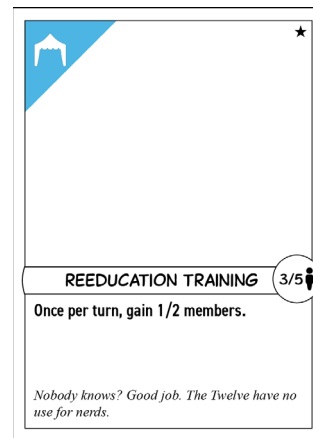 REEDUCATION TRAINING 3/5
Once per turn, gain 1/2 members.
Nobody knows? Good job. The Twelve have no
use for nerds.